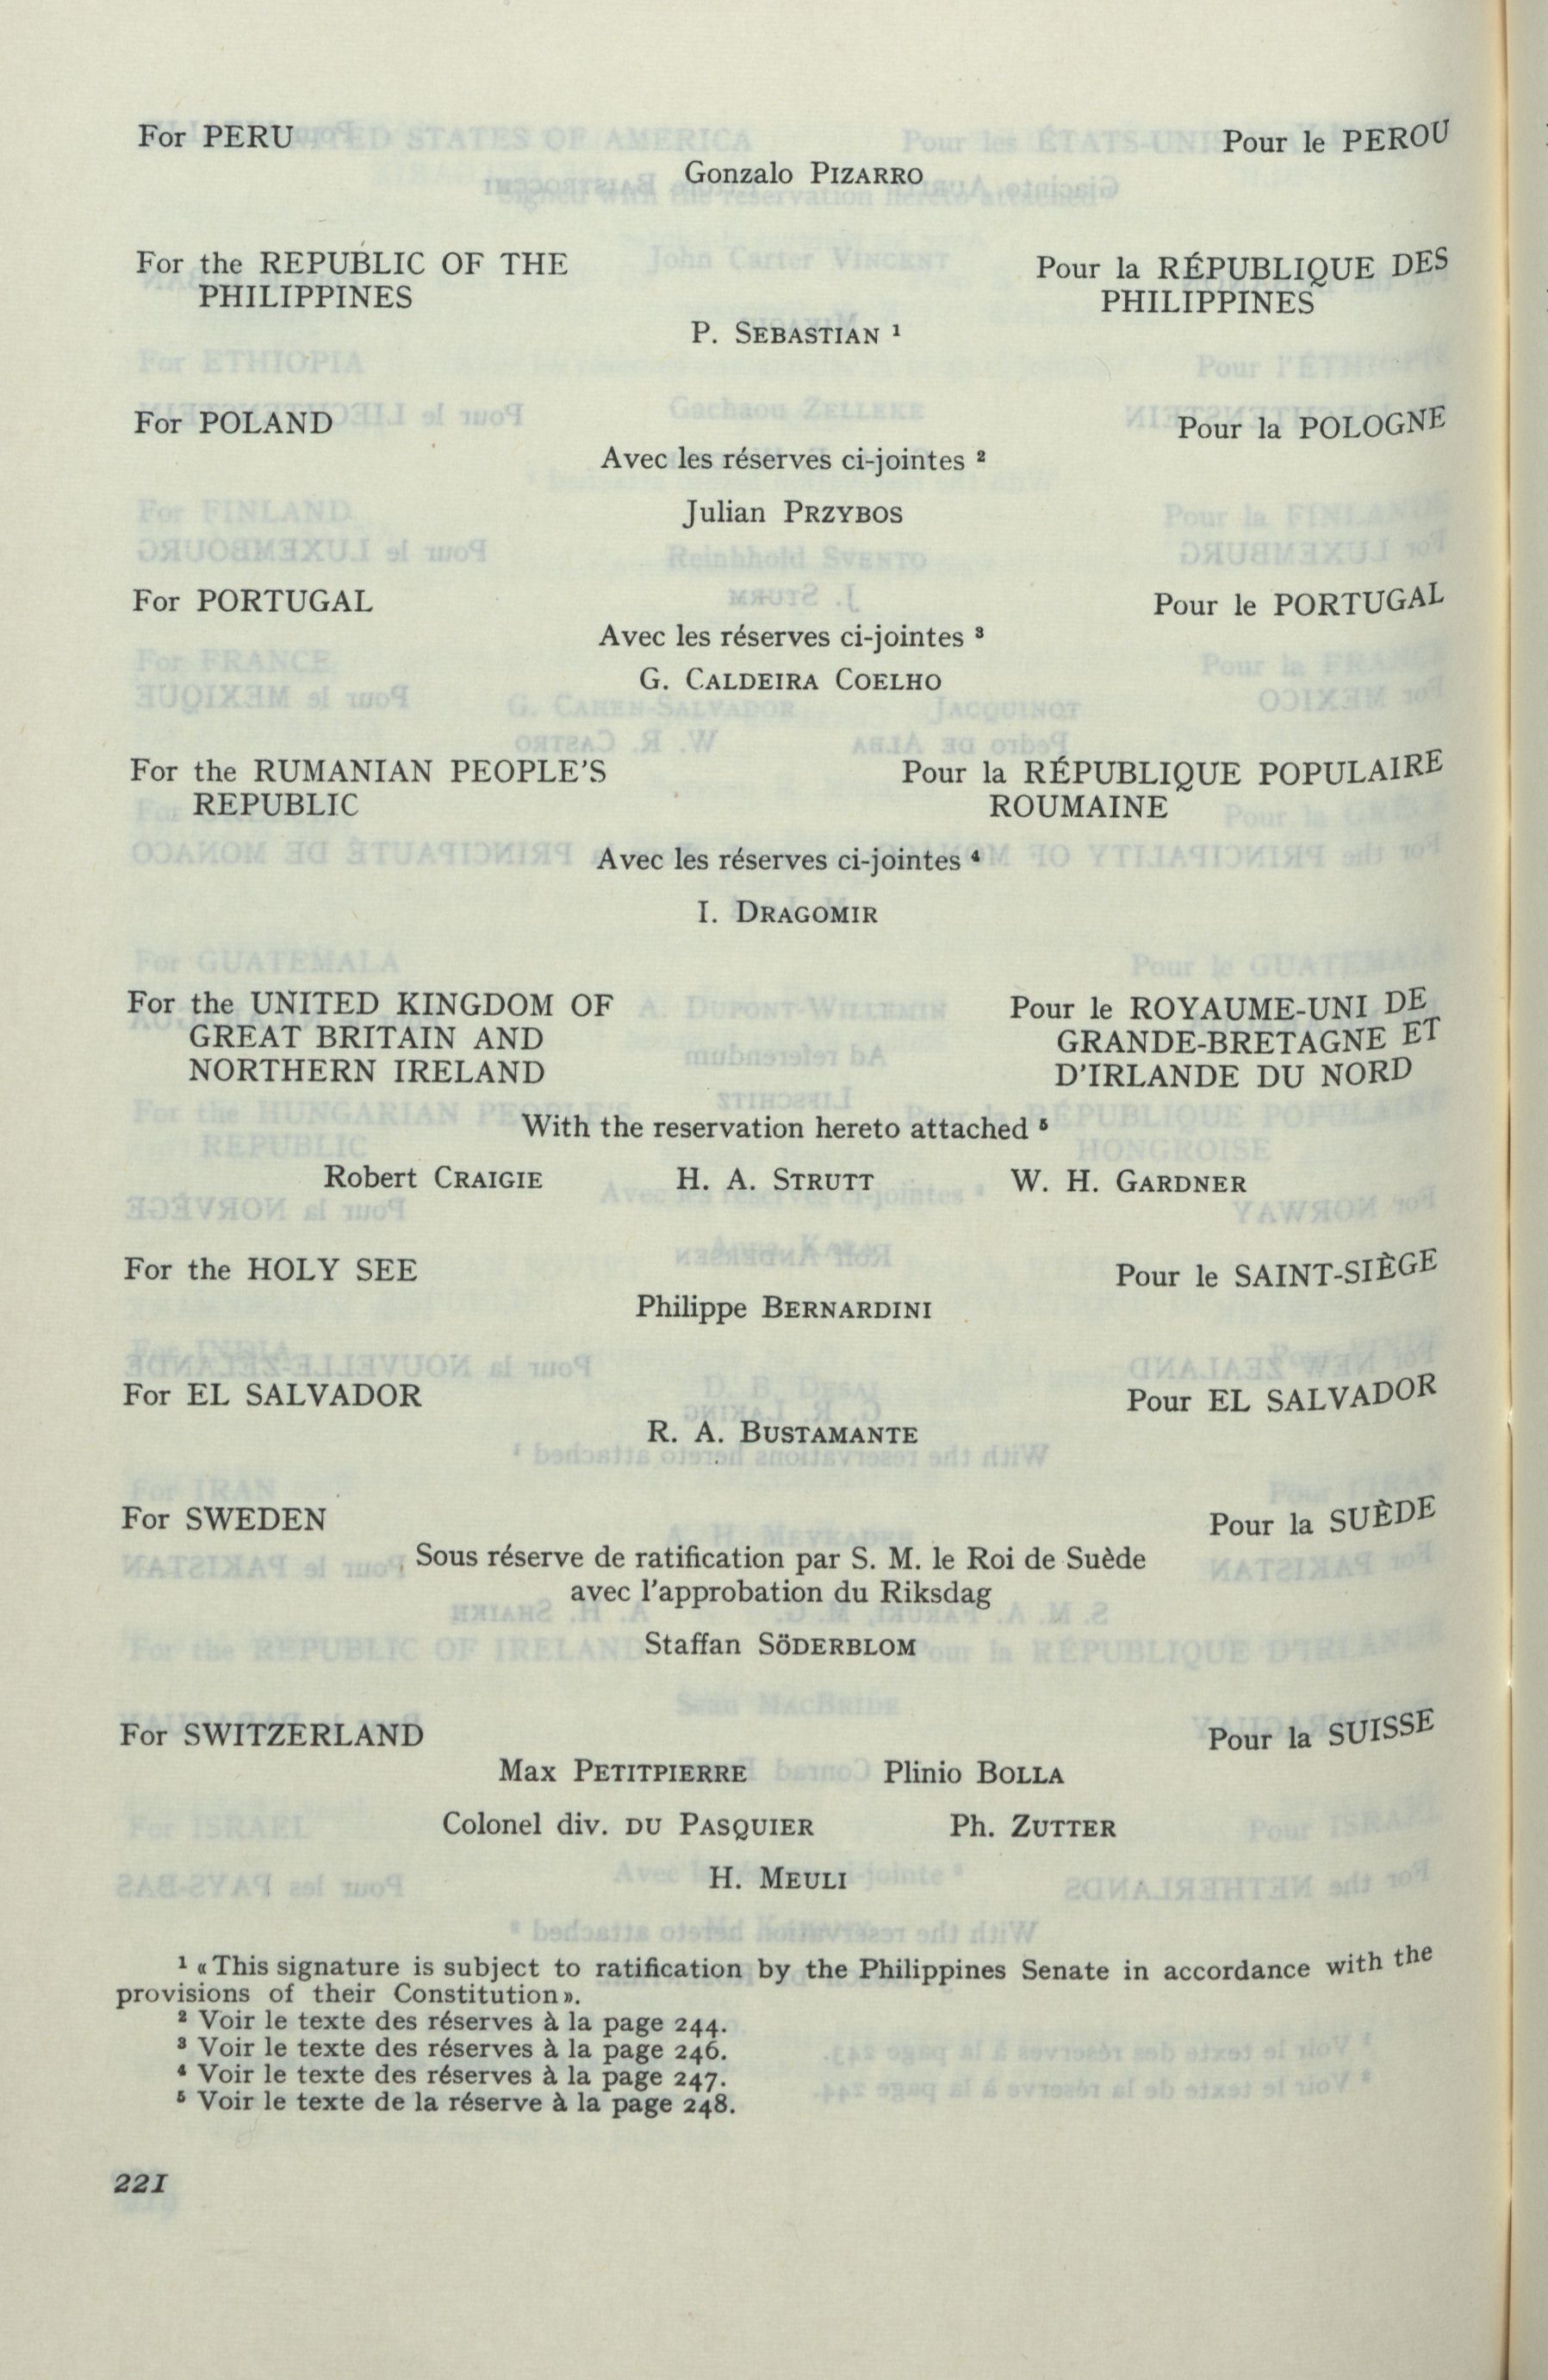 For PERU Pour le PEROU
Gonzalo PIZARRO
For the REPUBLIC OF THE Pour la RÉPUBLIQUE DES
PHILIPPINES PHILIPPINES
P. SEBASTIAN ¹
For POLAND Pour la POLOGNE
Avec les réserves ci-jointes ²
Julian PRZYBOS
For PORTUGAL Pour le PORTUGAL
Avec les réserves ci-jointes ³
G. CALDEIRA COELHO
For the RUMANIAN PEOPLE'S Pour la RÉPUBLIQUE POPULAIRE
REPUBLIC ROUMAINE
Avec les réserves ci-jointes ⁴
I. DRAGOMIR
For the UNITED KINGDOM OF Pour le ROYAUME-UNI DE
GREAT BRITAIN AND GRANDE-BRETAGNE ET
NORTHERN IRELAND D'IRLANDE DU NORD
With the reservation hereto attached ⁵
Robert CRAIGIE H. A. STRUTT W. H. GARDNER
For the HOLY SEE Pour le SAINT-SIÈGE
Philippe BERNARDINI
For EL SALVADOR Pour EL SALVADOR
R. A. BUSTAMANTE
For SWEDEN Pour la SUÈDE
Sous réserve de ratification par S. M. le Roi de Suède
avec l'approbation du Riksdag
Staffan SÖDERBLOM
For SWITZERLAND Pour la SUISSE
Max PETITPIERRE Plinio BOLLA
Colonel div. DU PASQUIER Ph. ZUTTER
H. MEULI
¹ «This signature is subject to ratification by the Philippines Senate in accordance with the
provisions of their Constitution».
² Voir le texte des réserves à la page 244.
³ Voir le texte des réserves à la page 246.
⁴ Voir le texte des réserves à la page 247.
⁵ Voir le texte de la réserve à la page 248.
221